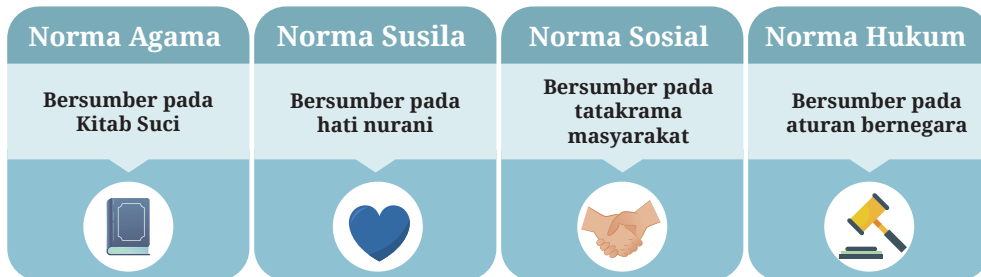 Norma Agama
Bersumber pada
Kitab Suci
Norma Susila
Bersumber pada
hati nurani
Norma Sosial
Bersumber pada
tatakrama
masyarakat
Norma Hukum
Bersumber pada
aturan bernegara